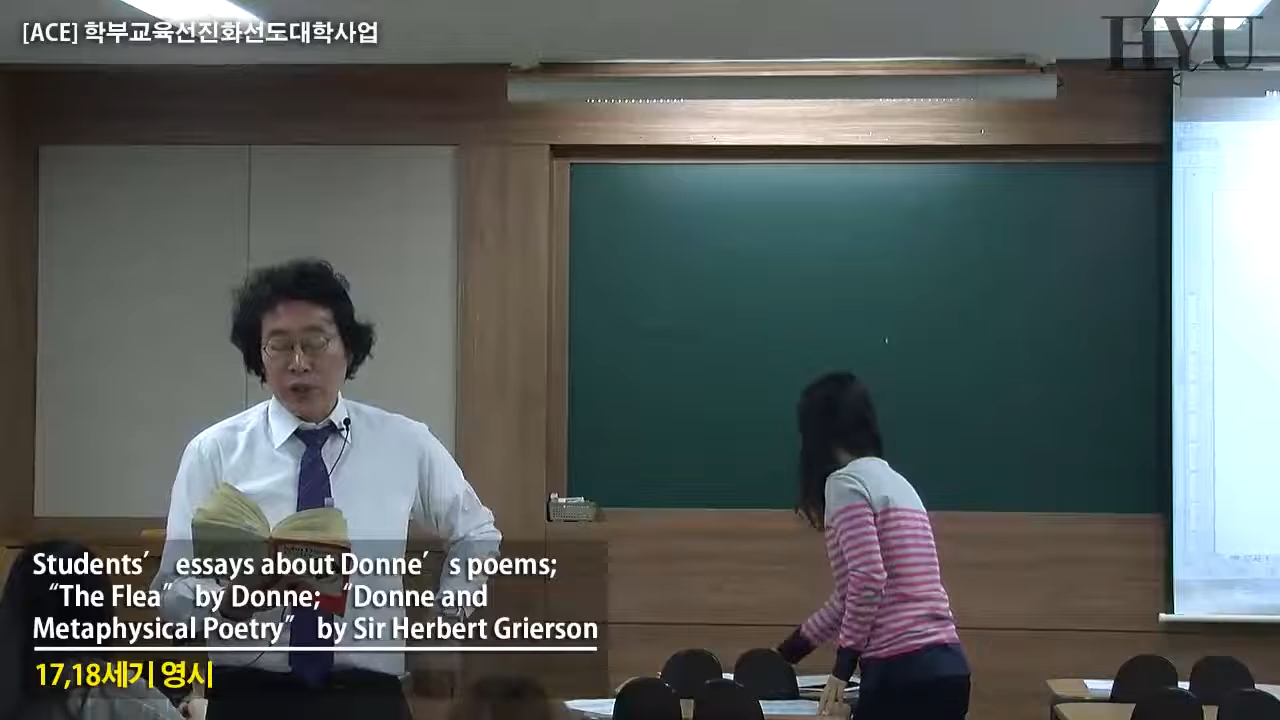 [ACE] 학부교육선진화선도대학사업
HYU
Students′ essays about Donne′s poems;
“The Flea” by Donne; “Donne and
Metaphysical Poetry” by Sir Herbert Grierson
17,18세기 영시